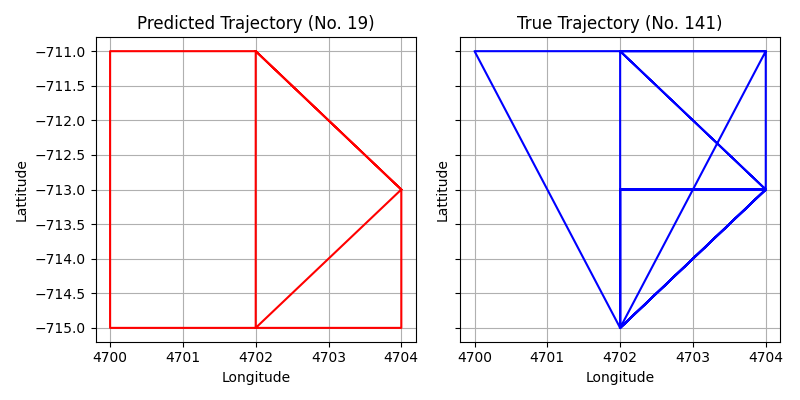 Predicted Trajectory (No. 19)
True Trajectory (No. 141)
−711.0
−711.5
−712.0
−712.5
−713.0
−713.5
−714.0
−714.5
−715.0
Lattitude
Lattitude
4700 4701 4702 4703 4704
4700 4701 4702 4703 4704
Longitude
Longitude